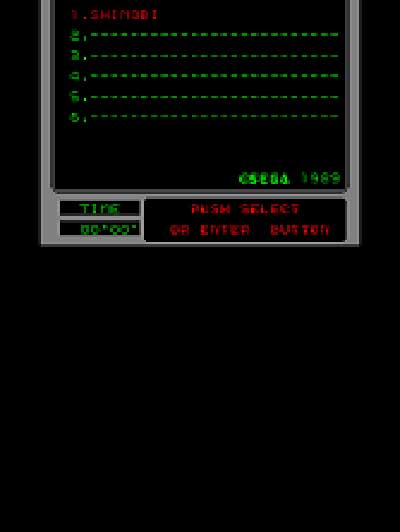 1.SHINOBI
2.----------------------------
3.----------------------------
4.----------------------------
5.----------------------------
6.----------------------------
©SEGA 1989
TIME
PUSH SELECT
00'00"
OR ENTER BUTTON